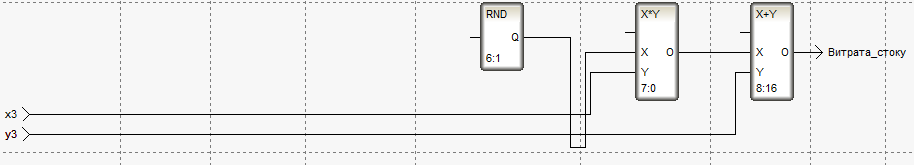 RND
Q
6:1
X*Y
X O
Y
7:0
X+Y
X O
Y
8:16
Витрата_стоку
x3
y3